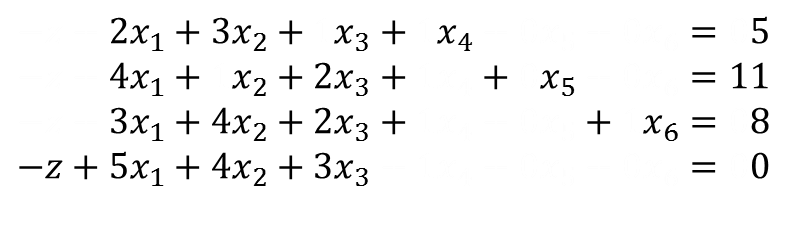 2x₁ + 3x₂ + x₃ + x₄ = 5
4x₁ + x₂ + 2x₃ + + x₅ = 11
3x₁ + 4x₂ + 2x₃ + + x₆ = 8
−z + 5x₁ + 4x₂ + 3x₃ = 0